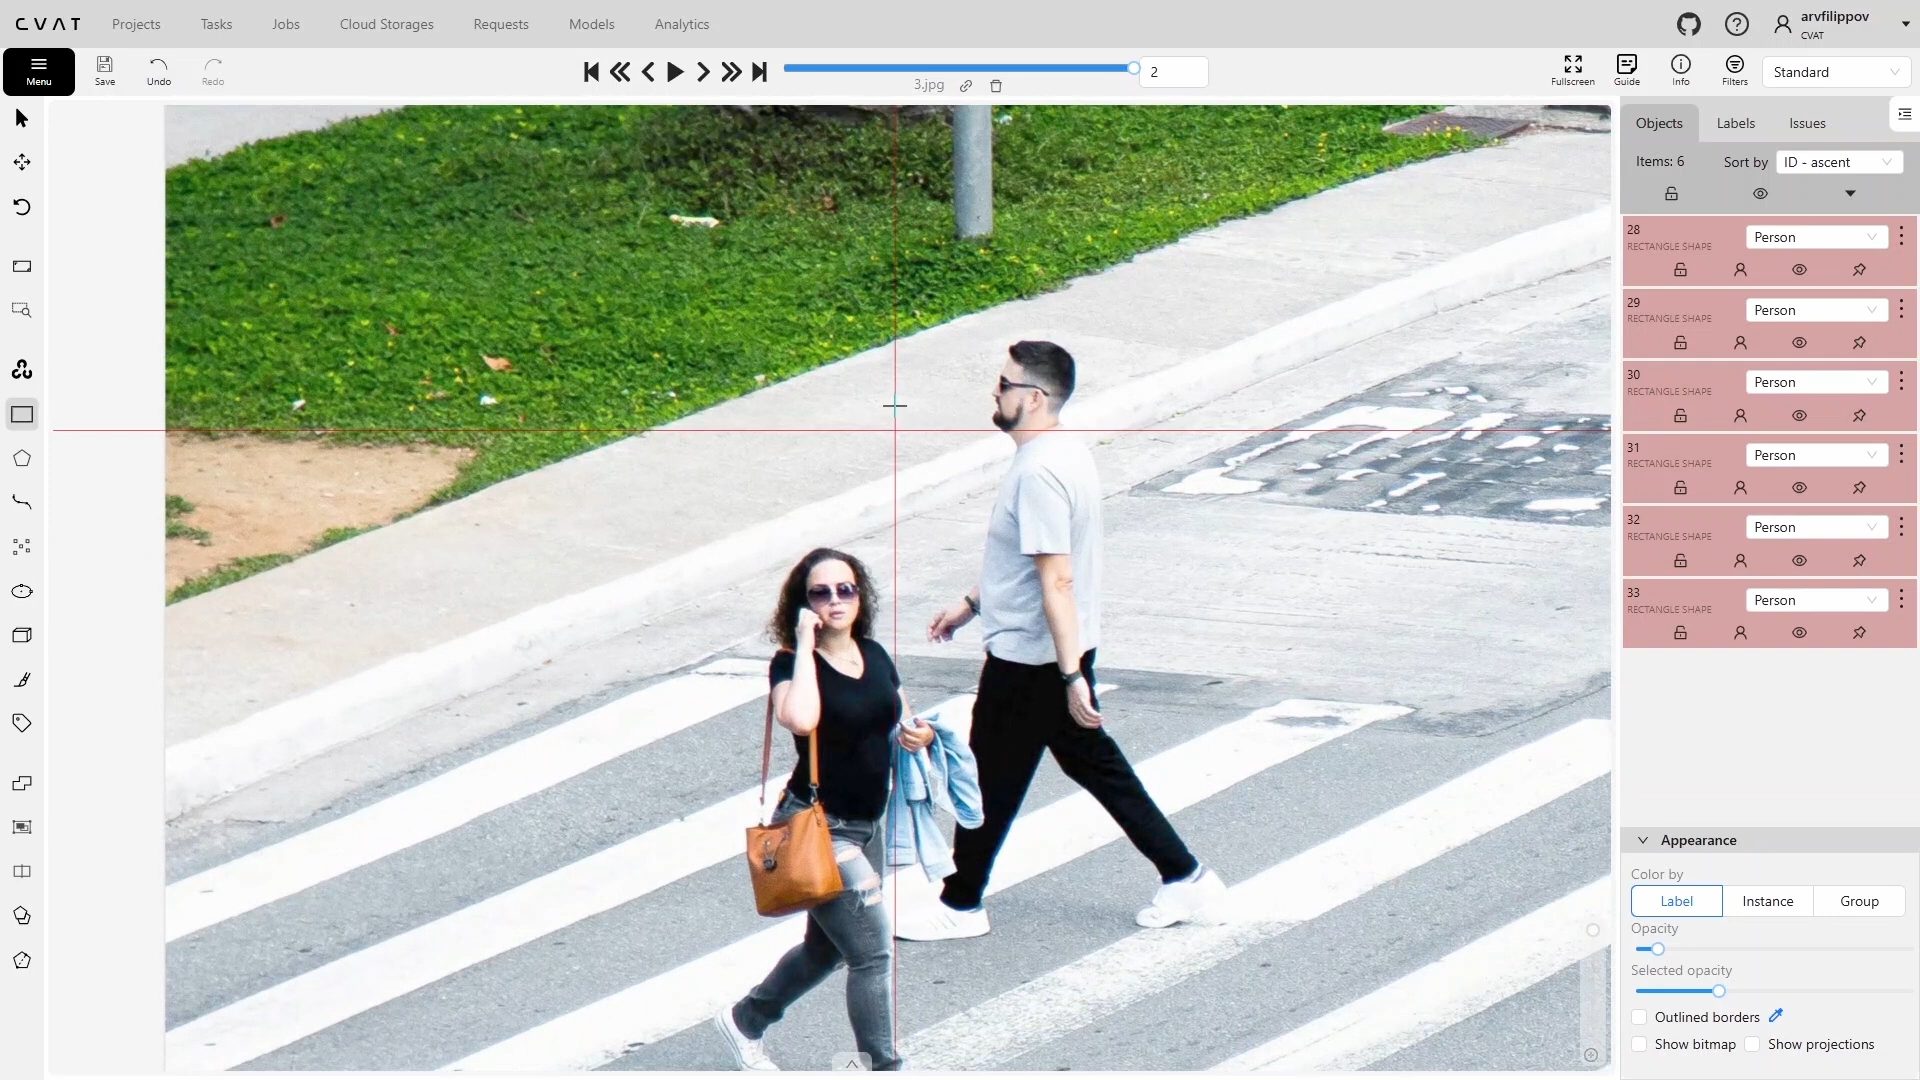 CVAT Projects Tasks Jobs Cloud Storages Requests Models Analytics arvfilippov
CVAT
Menu Save Undo Redo 3.jpg 2 Fullscreen Guide Info Filters Standard
Objects Labels Issues
Items: 6 Sort by ID - ascent
28 Person
RECTANGLE SHAPE
29 Person
RECTANGLE SHAPE
30 Person
RECTANGLE SHAPE
31 Person
RECTANGLE SHAPE
32 Person
RECTANGLE SHAPE
33 Person
RECTANGLE SHAPE
Appearance
Color by
Label Instance Group
Opacity
Selected opacity
Outlined borders
Show bitmap Show projections